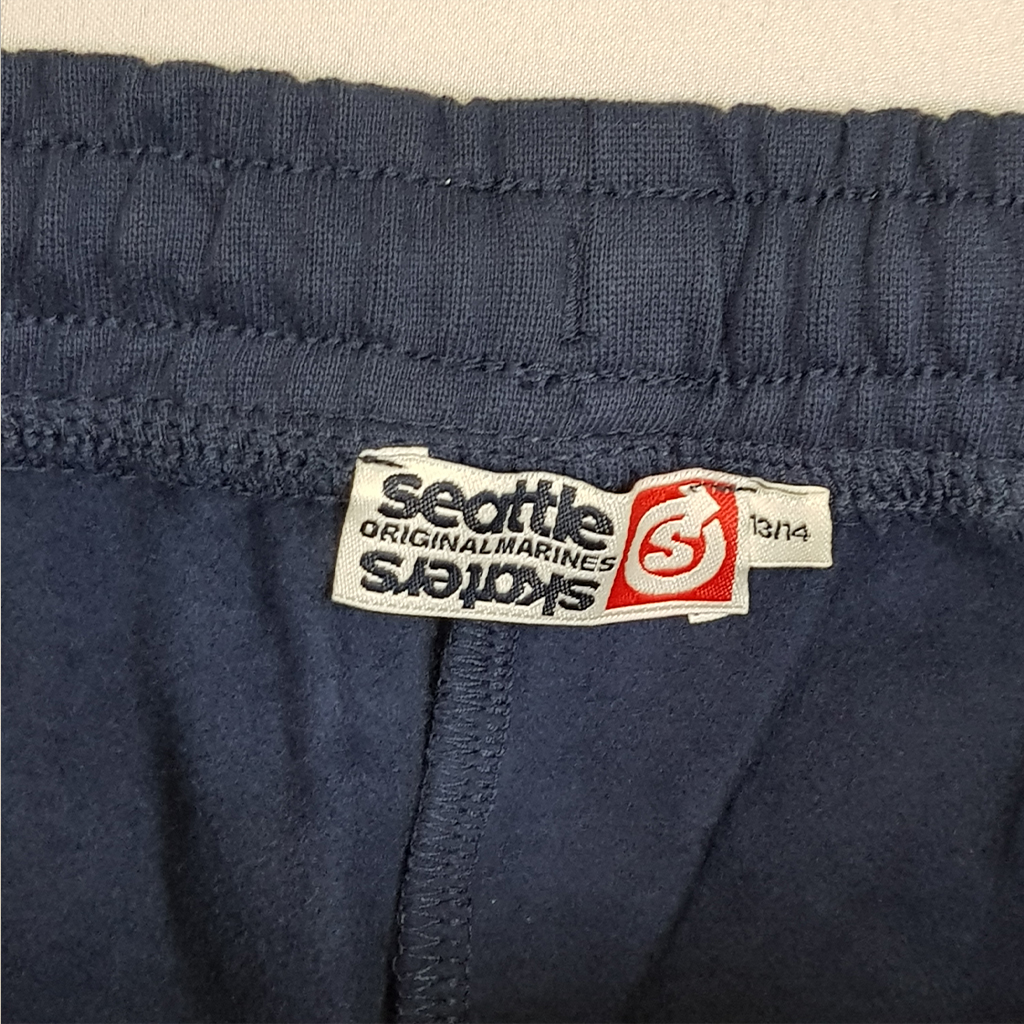 seattle
ORIGINAL MARINES
skaters
S
13/14